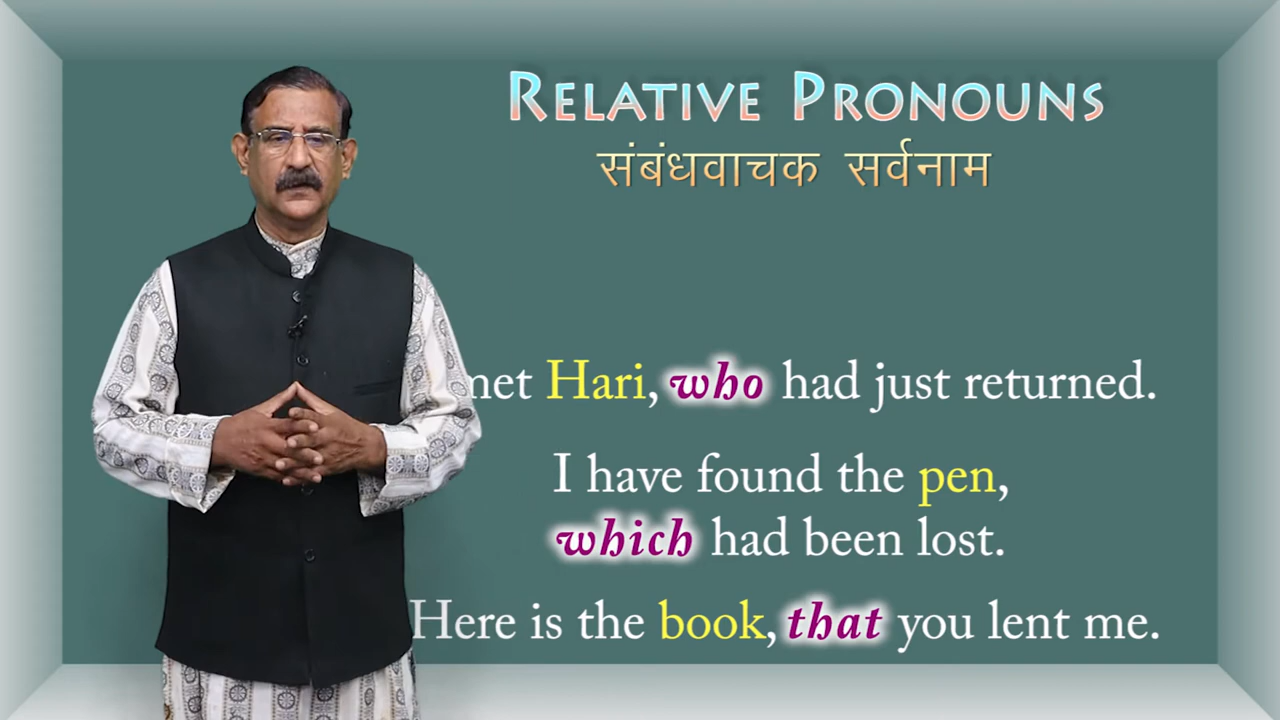 RELATIVE PRONOUNS
संबंधवाचक सर्वनाम
Hari, who had just returned.
I have found the pen,
which had been lost.
Here is the book, that you lent me.